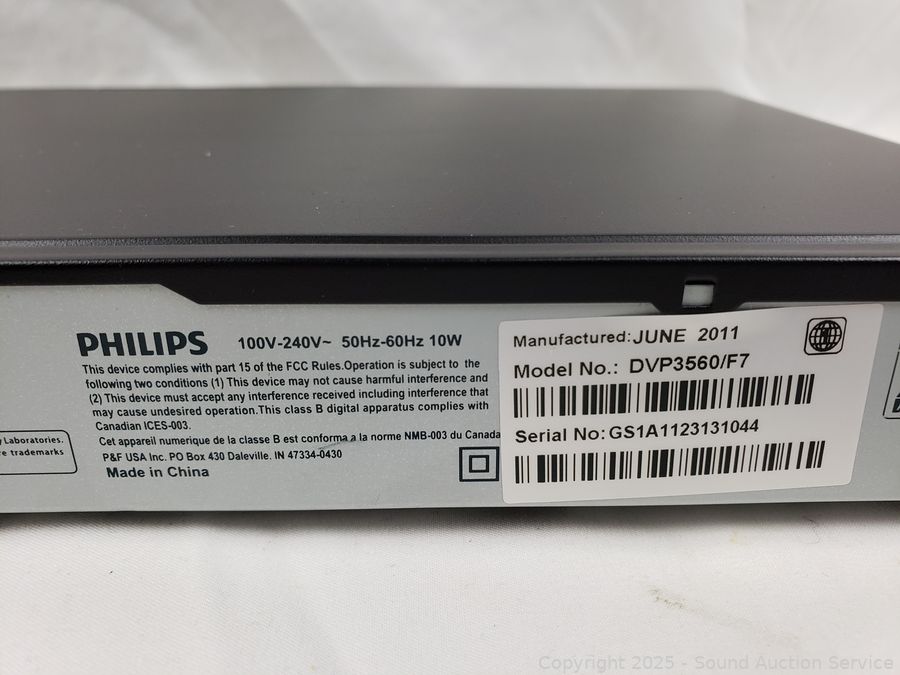 PHILIPS 100V-240V~ 50Hz-60Hz 10W
This device complies with part 15 of the FCC Rules.Operation is subject to the
following two conditions (1) This device may not cause harmful interference and
(2) This device must accept any interference received including interference that
may cause undesired operation.This class B digital apparatus complies with
Canadian ICES-003.
Cet appareil numerique de la classe B est conforma a la norme NMB-003 du Canada
P&F USA Inc. PO Box 430 Daleville. IN 47334-0430
Made in China
Laboratories.
trademarks
Manufactured: JUNE 2011
Model No.: DVP3560/F7
Serial No: GS1A1123131044
Copyright 2025 - Sound Auction Service